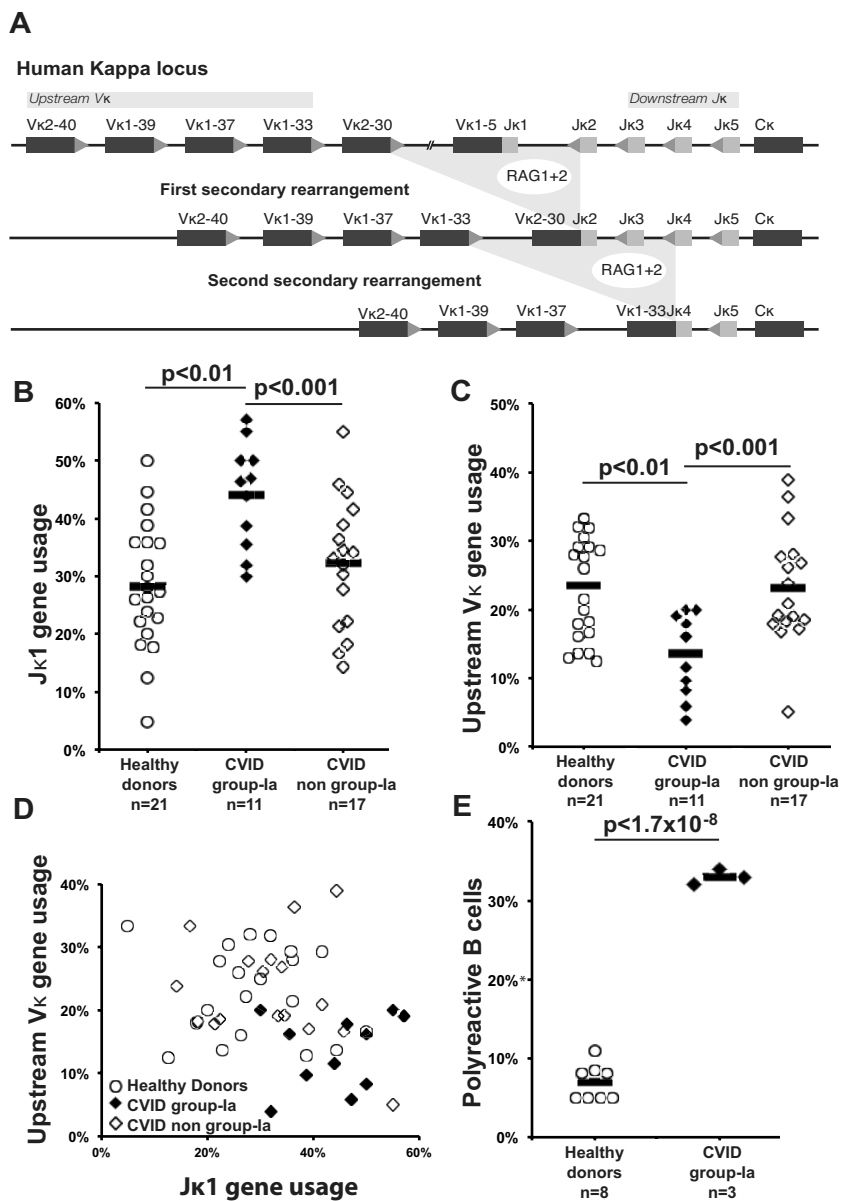 A
Human Kappa locus
Upstream Vκ
Downstream Jκ
Vκ2-40 Vκ1-39 Vκ1-37 Vκ1-33 Vκ2-30 Vκ1-5 Jκ1 Jκ2 Jκ3 Jκ4 Jκ5 Cκ
//
RAG1+2
First secondary rearrangement
Vκ2-40 Vκ1-39 Vκ1-37 Vκ1-33 Vκ2-30 Jκ2 Jκ3 Jκ4 Jκ5 Cκ
RAG1+2
Second secondary rearrangement
Vκ2-40 Vκ1-39 Vκ1-37 Vκ1-33 Jκ4 Jκ5 Cκ
B
p<0.01
p<0.001
Jκ1 gene usage
60%
50%
40%
30%
20%
10%
0%
Healthy
donors
n=21
CVID
group-Ia
n=11
CVID
non group-Ia
n=17
C
p<0.01
p<0.001
Upstream Vκ gene usage
50%
40%
30%
20%
10%
0%
Healthy
donors
n=21
CVID
group-Ia
n=11
CVID
non group-Ia
n=17
D
Upstream Vκ gene usage
40%
30%
20%
10%
0%
Healthy Donors
CVID group-Ia
CVID non group-Ia
0% 20% 40% 60%
Jκ1 gene usage
E
p<1.7x10-8
Polyreactive B cells
40%
30%
20%*
10%
0%
Healthy
donors
n=8
CVID
group-Ia
n=3